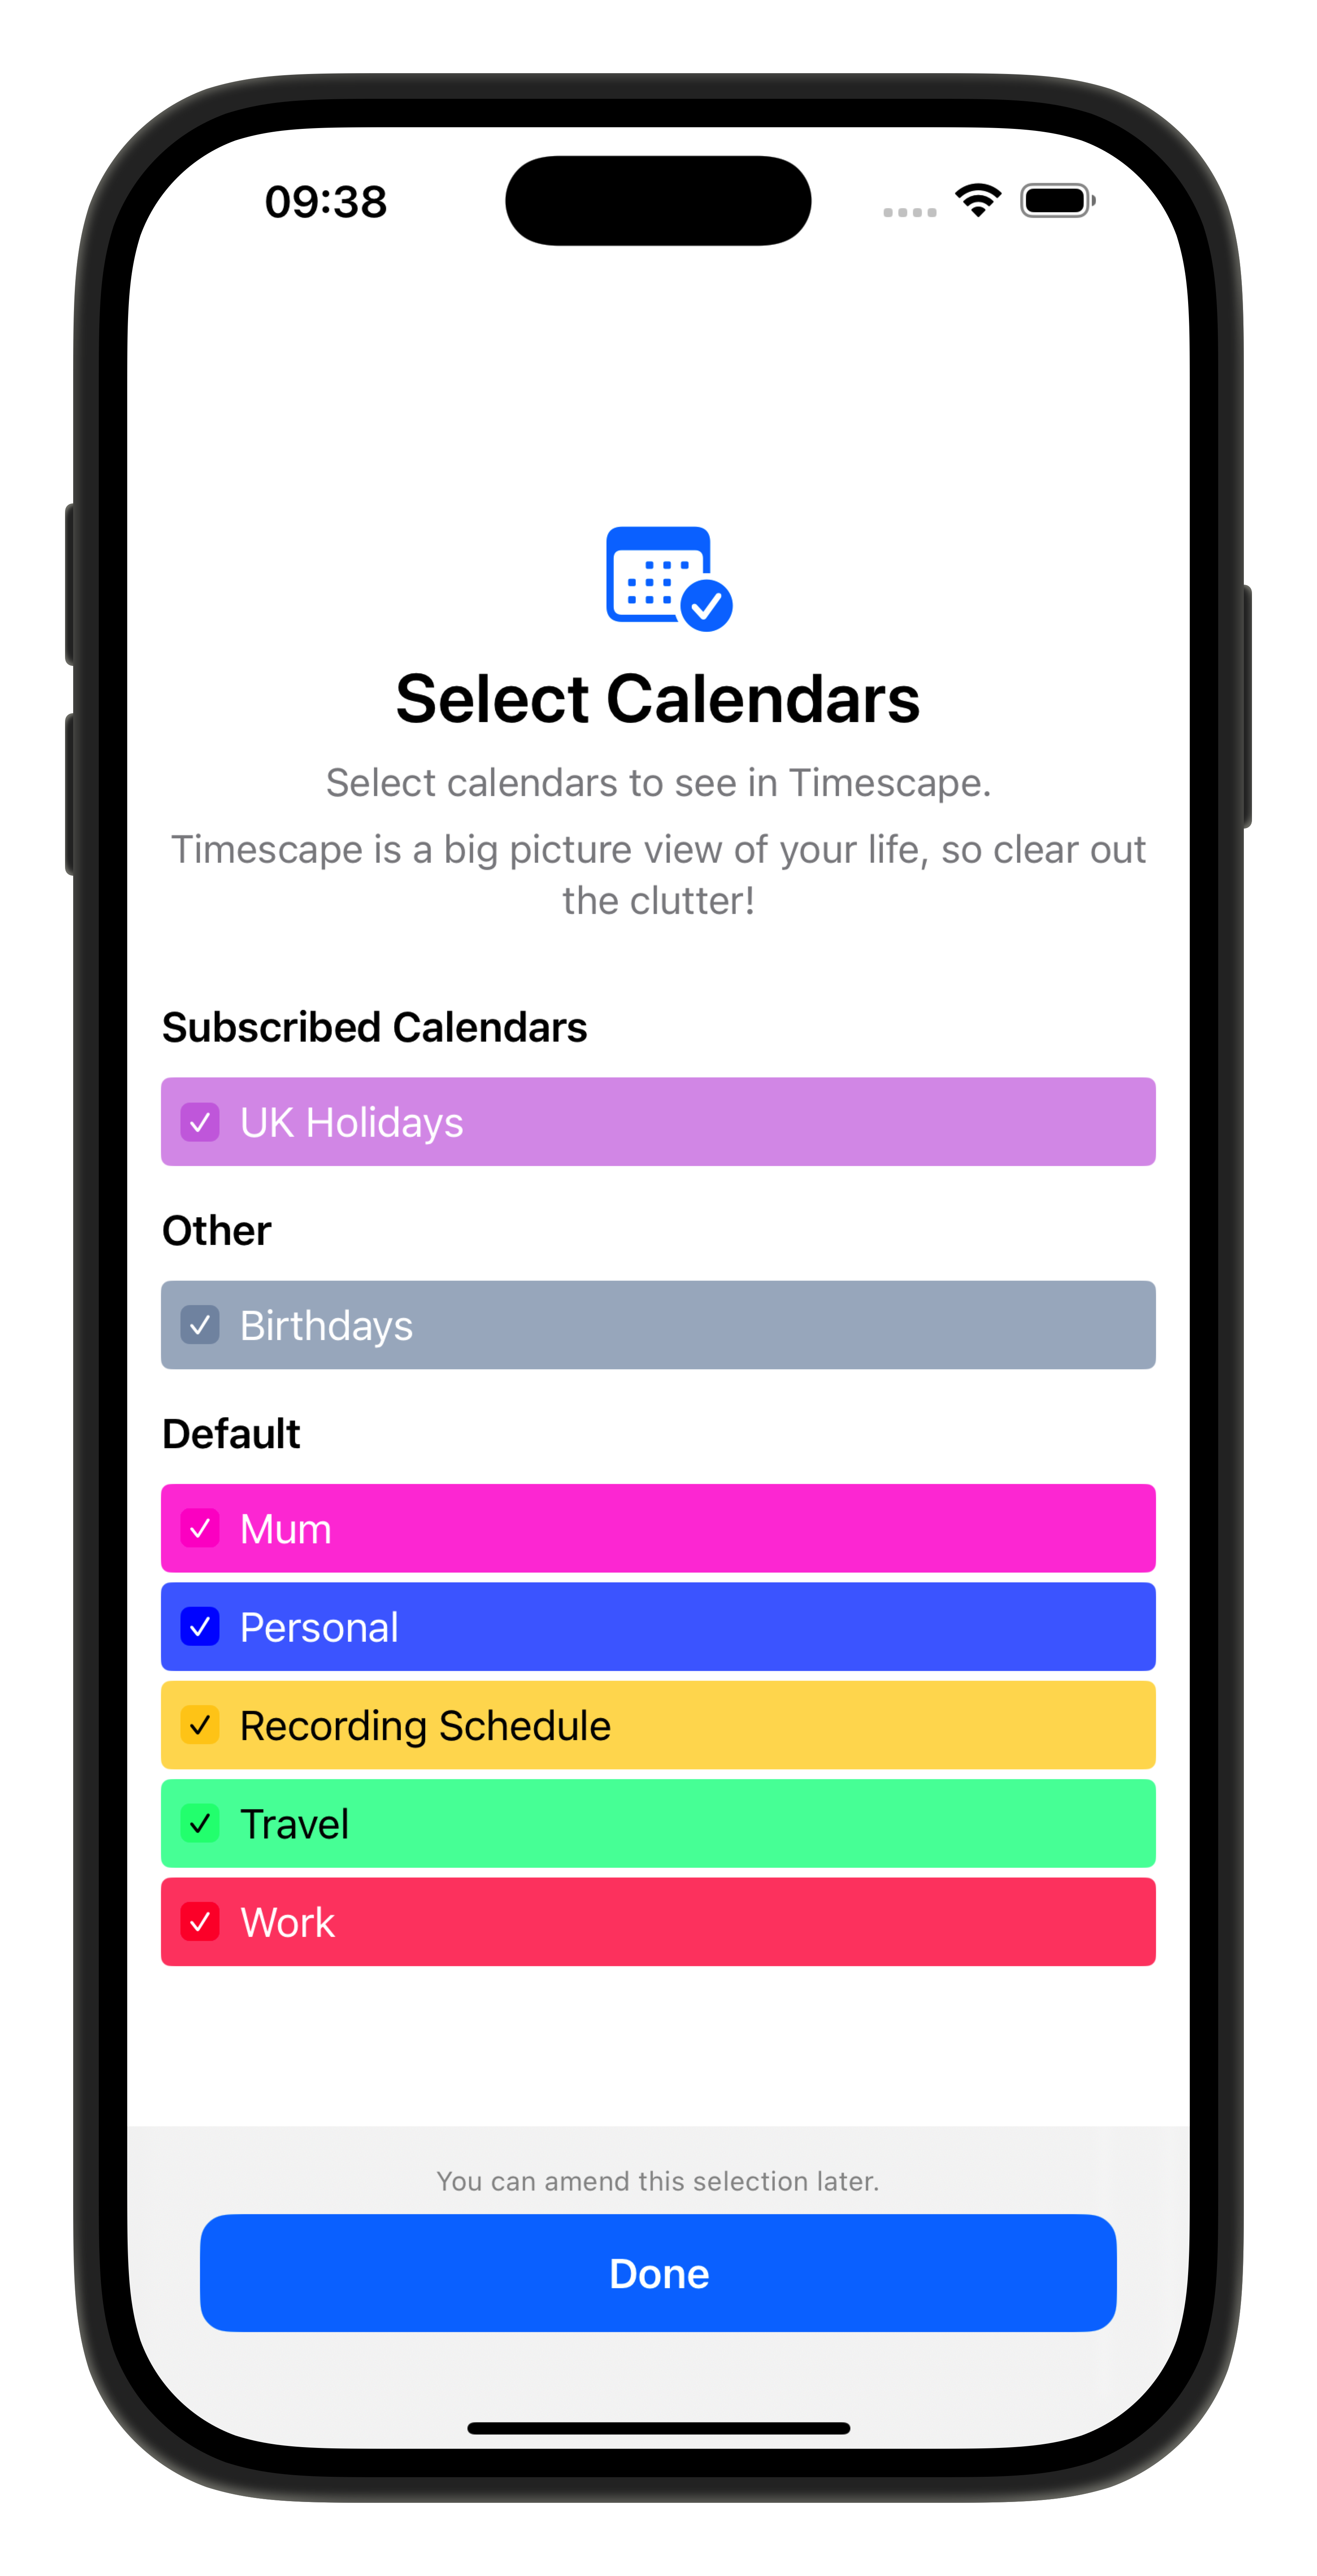 09:38
Select Calendars
Select calendars to see in Timescape.
Timescape is a big picture view of your life, so clear out
the clutter!
Subscribed Calendars
UK Holidays
Other
Birthdays
Default
Mum
Personal
Recording Schedule
Travel
Work
You can amend this selection later.
Done